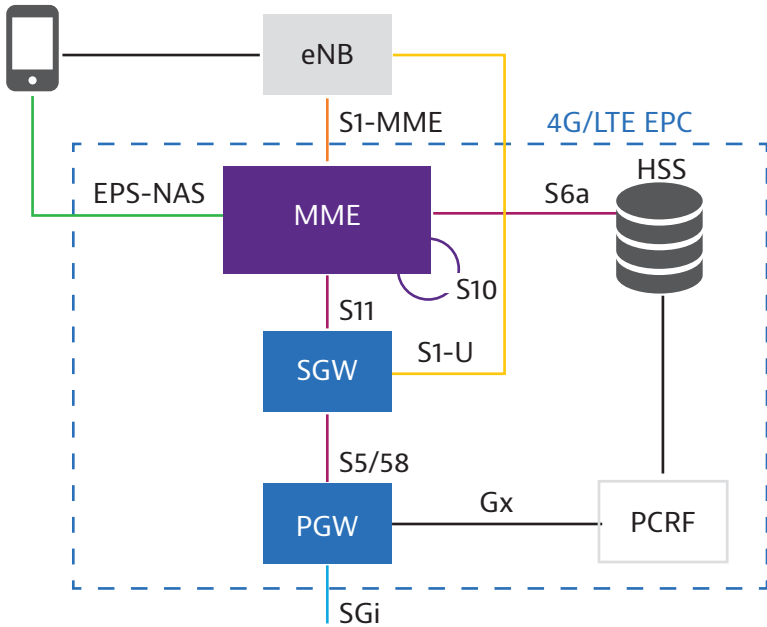 eNB
S1-MME
4G/LTE EPC
HSS
EPS-NAS
MME
S6a
S10
S11
S1-U
SGW
S5/58
Gx
PGW
PCRF
SGi